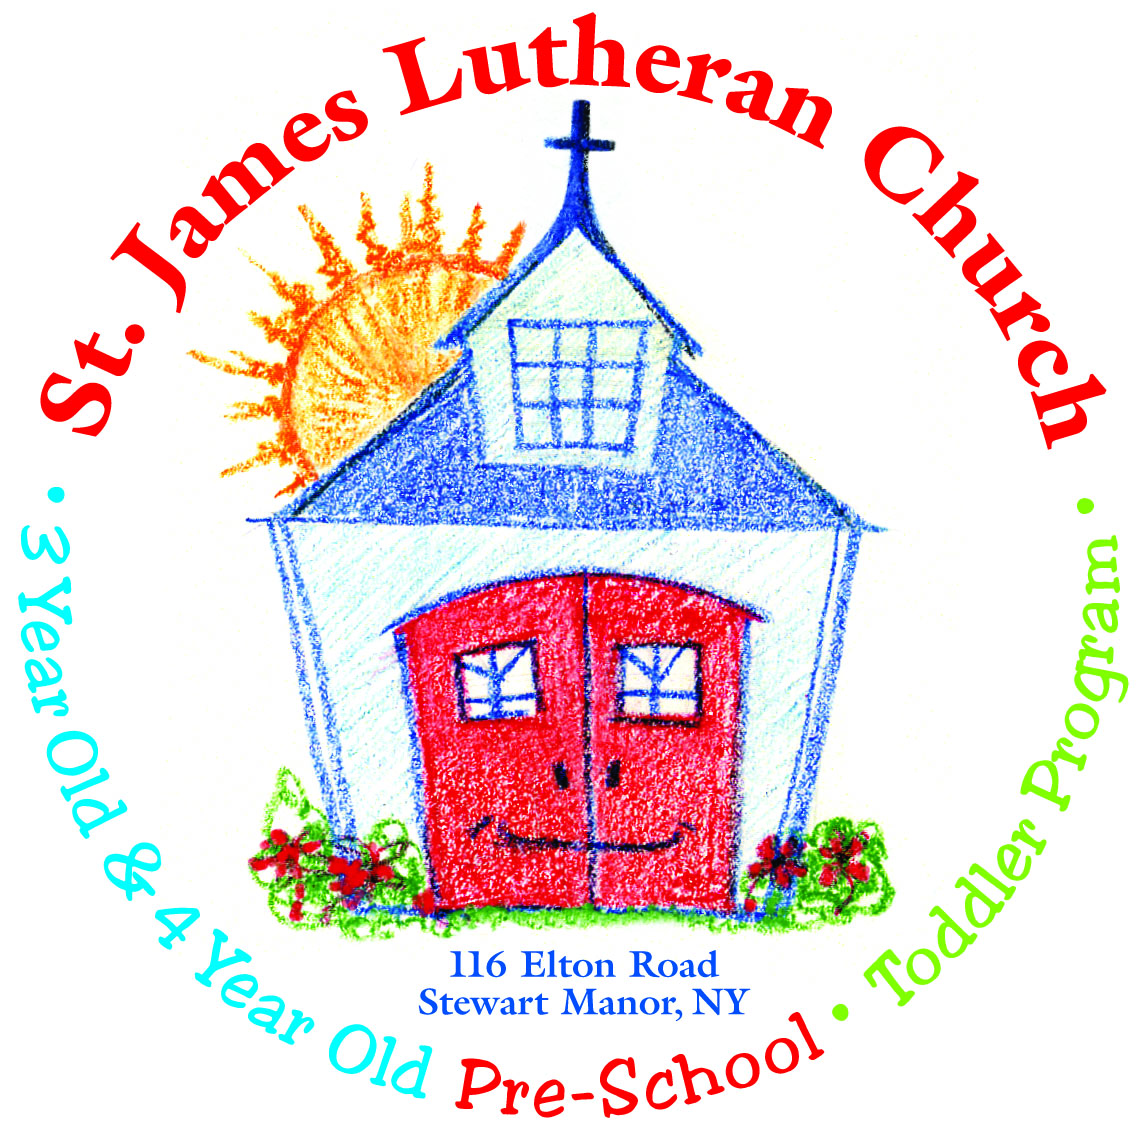 St. James Lutheran Church
• 3 Year Old & 4 Year Old Pre-School • Toddler Program •
116 Elton Road
Stewart Manor, NY